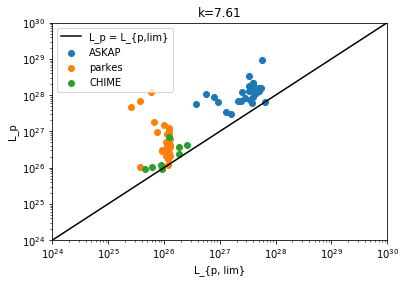 k=7.61
L_p = L_{p,lim}
ASKAP
parkes
CHIME
10^30
10^29
10^28
10^27
10^26
10^25
10^24
L_p
10^24 10^25 10^26 10^27 10^28 10^29 10^30
L_{p, lim}